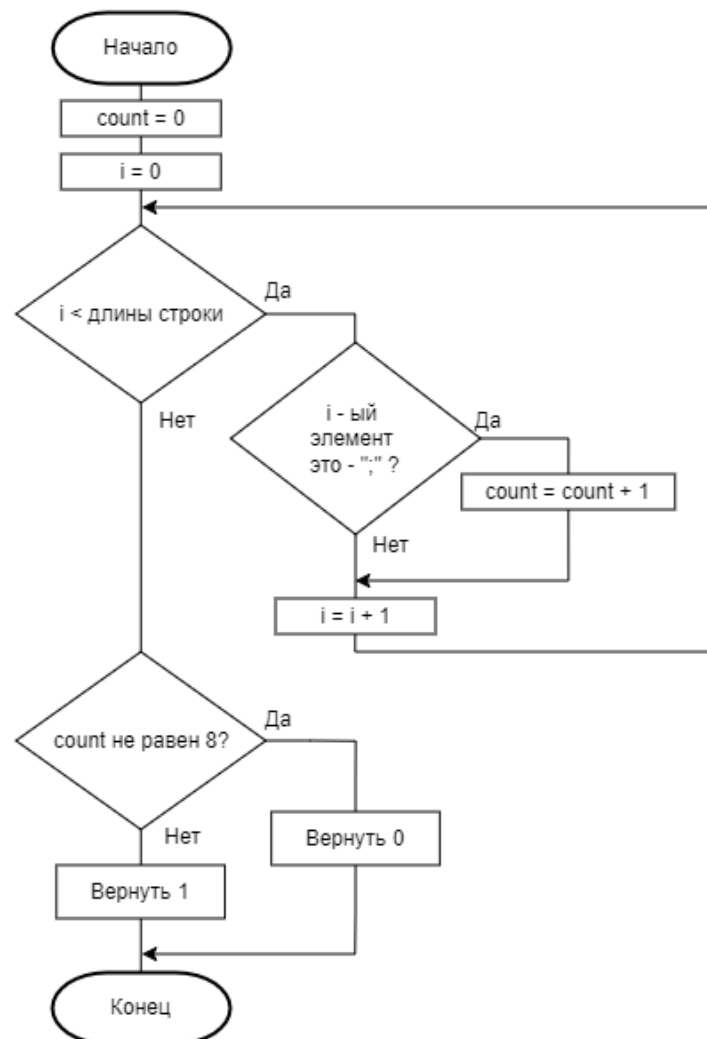 Начало
count = 0
i = 0
i < длины строки
Да
Нет
i - ый
элемент
это - ";" ?
Да
count = count + 1
Нет
i = i + 1
count не равен 8?
Да
Нет
Вернуть 0
Вернуть 1
Конец